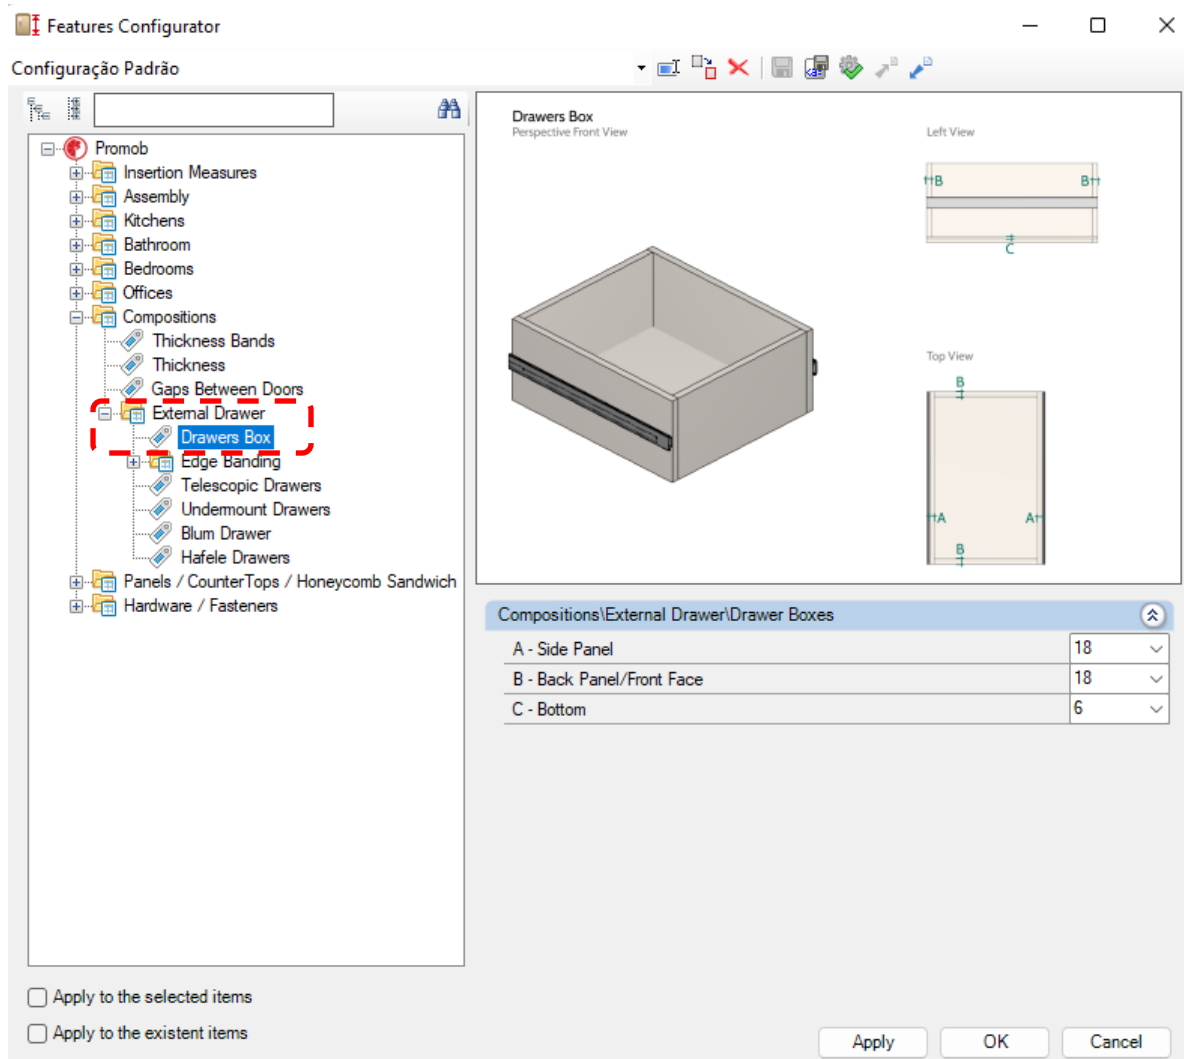 Features Configurator
Configuração Padrão
Promob
Insertion Measures
Assembly
Kitchens
Bathroom
Bedrooms
Offices
Compositions
Thickness Bands
Thickness
Gaps Between Doors
External Drawer
Drawers Box
Edge Banding
Telescopic Drawers
Undermount Drawers
Blum Drawer
Hafele Drawers
Panels / CounterTops / Honeycomb Sandwich
Hardware / Fasteners
Drawers Box
Perspective Front View
Left View
B B
C
Top View
B
A A
B
Compositions\External Drawer\Drawer Boxes
A - Side Panel 18
B - Back Panel/Front Face 18
C - Bottom 6
Apply to the selected items
Apply to the existent items
Apply OK Cancel